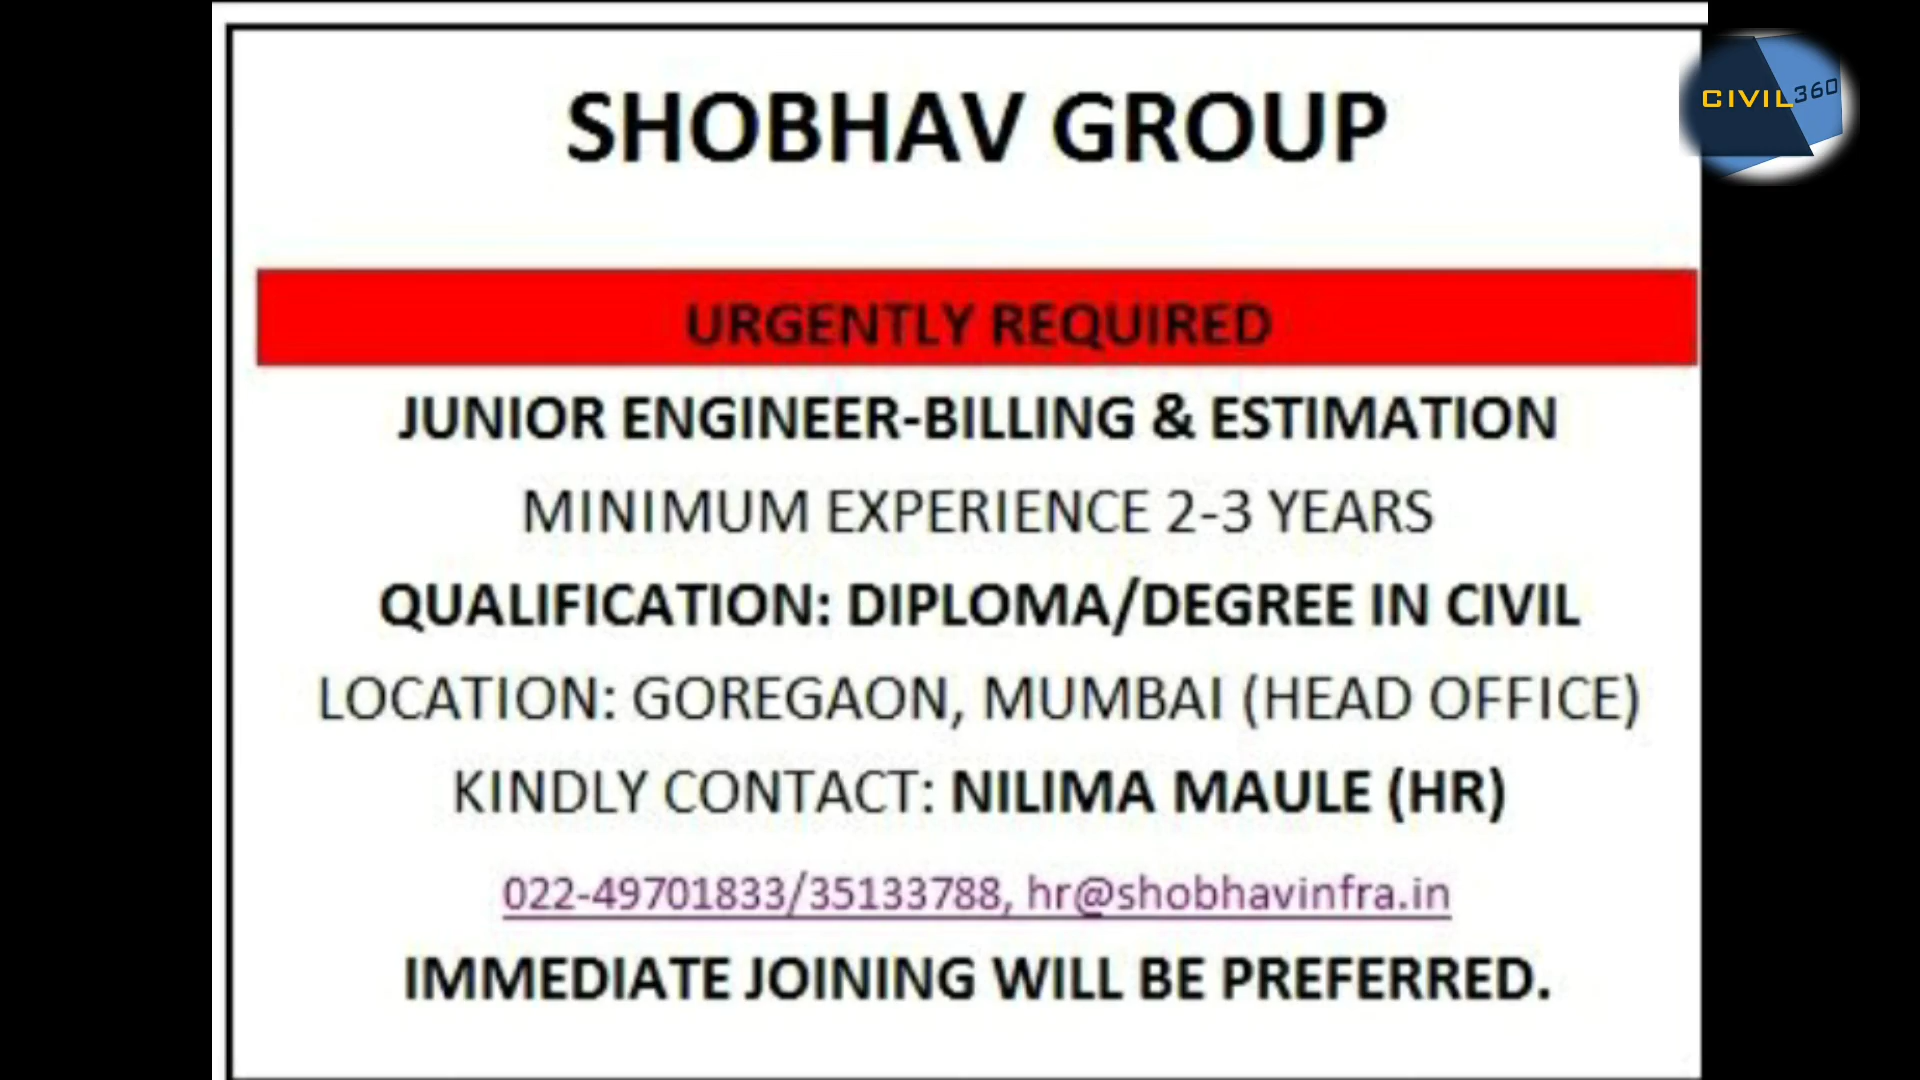 SHOBHAV GROUP
CIVIL360
URGENTLY REQUIRED
JUNIOR ENGINEER-BILLING & ESTIMATION
MINIMUM EXPERIENCE 2-3 YEARS
QUALIFICATION: DIPLOMA/DEGREE IN CIVIL
LOCATION: GOREGAON, MUMBAI (HEAD OFFICE)
KINDLY CONTACT: NILIMA MAULE (HR)
022-49701833/35133788, hr@shobhavinfra.in
IMMEDIATE JOINING WILL BE PREFERRED.